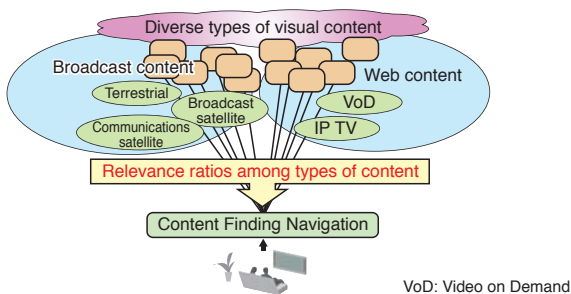 Diverse types of visual content
Broadcast content
Web content
Terrestrial
Broadcast
satellite
Communications
satellite
VoD
IP TV
Relevance ratios among types of content
Content Finding Navigation
VoD: Video on Demand